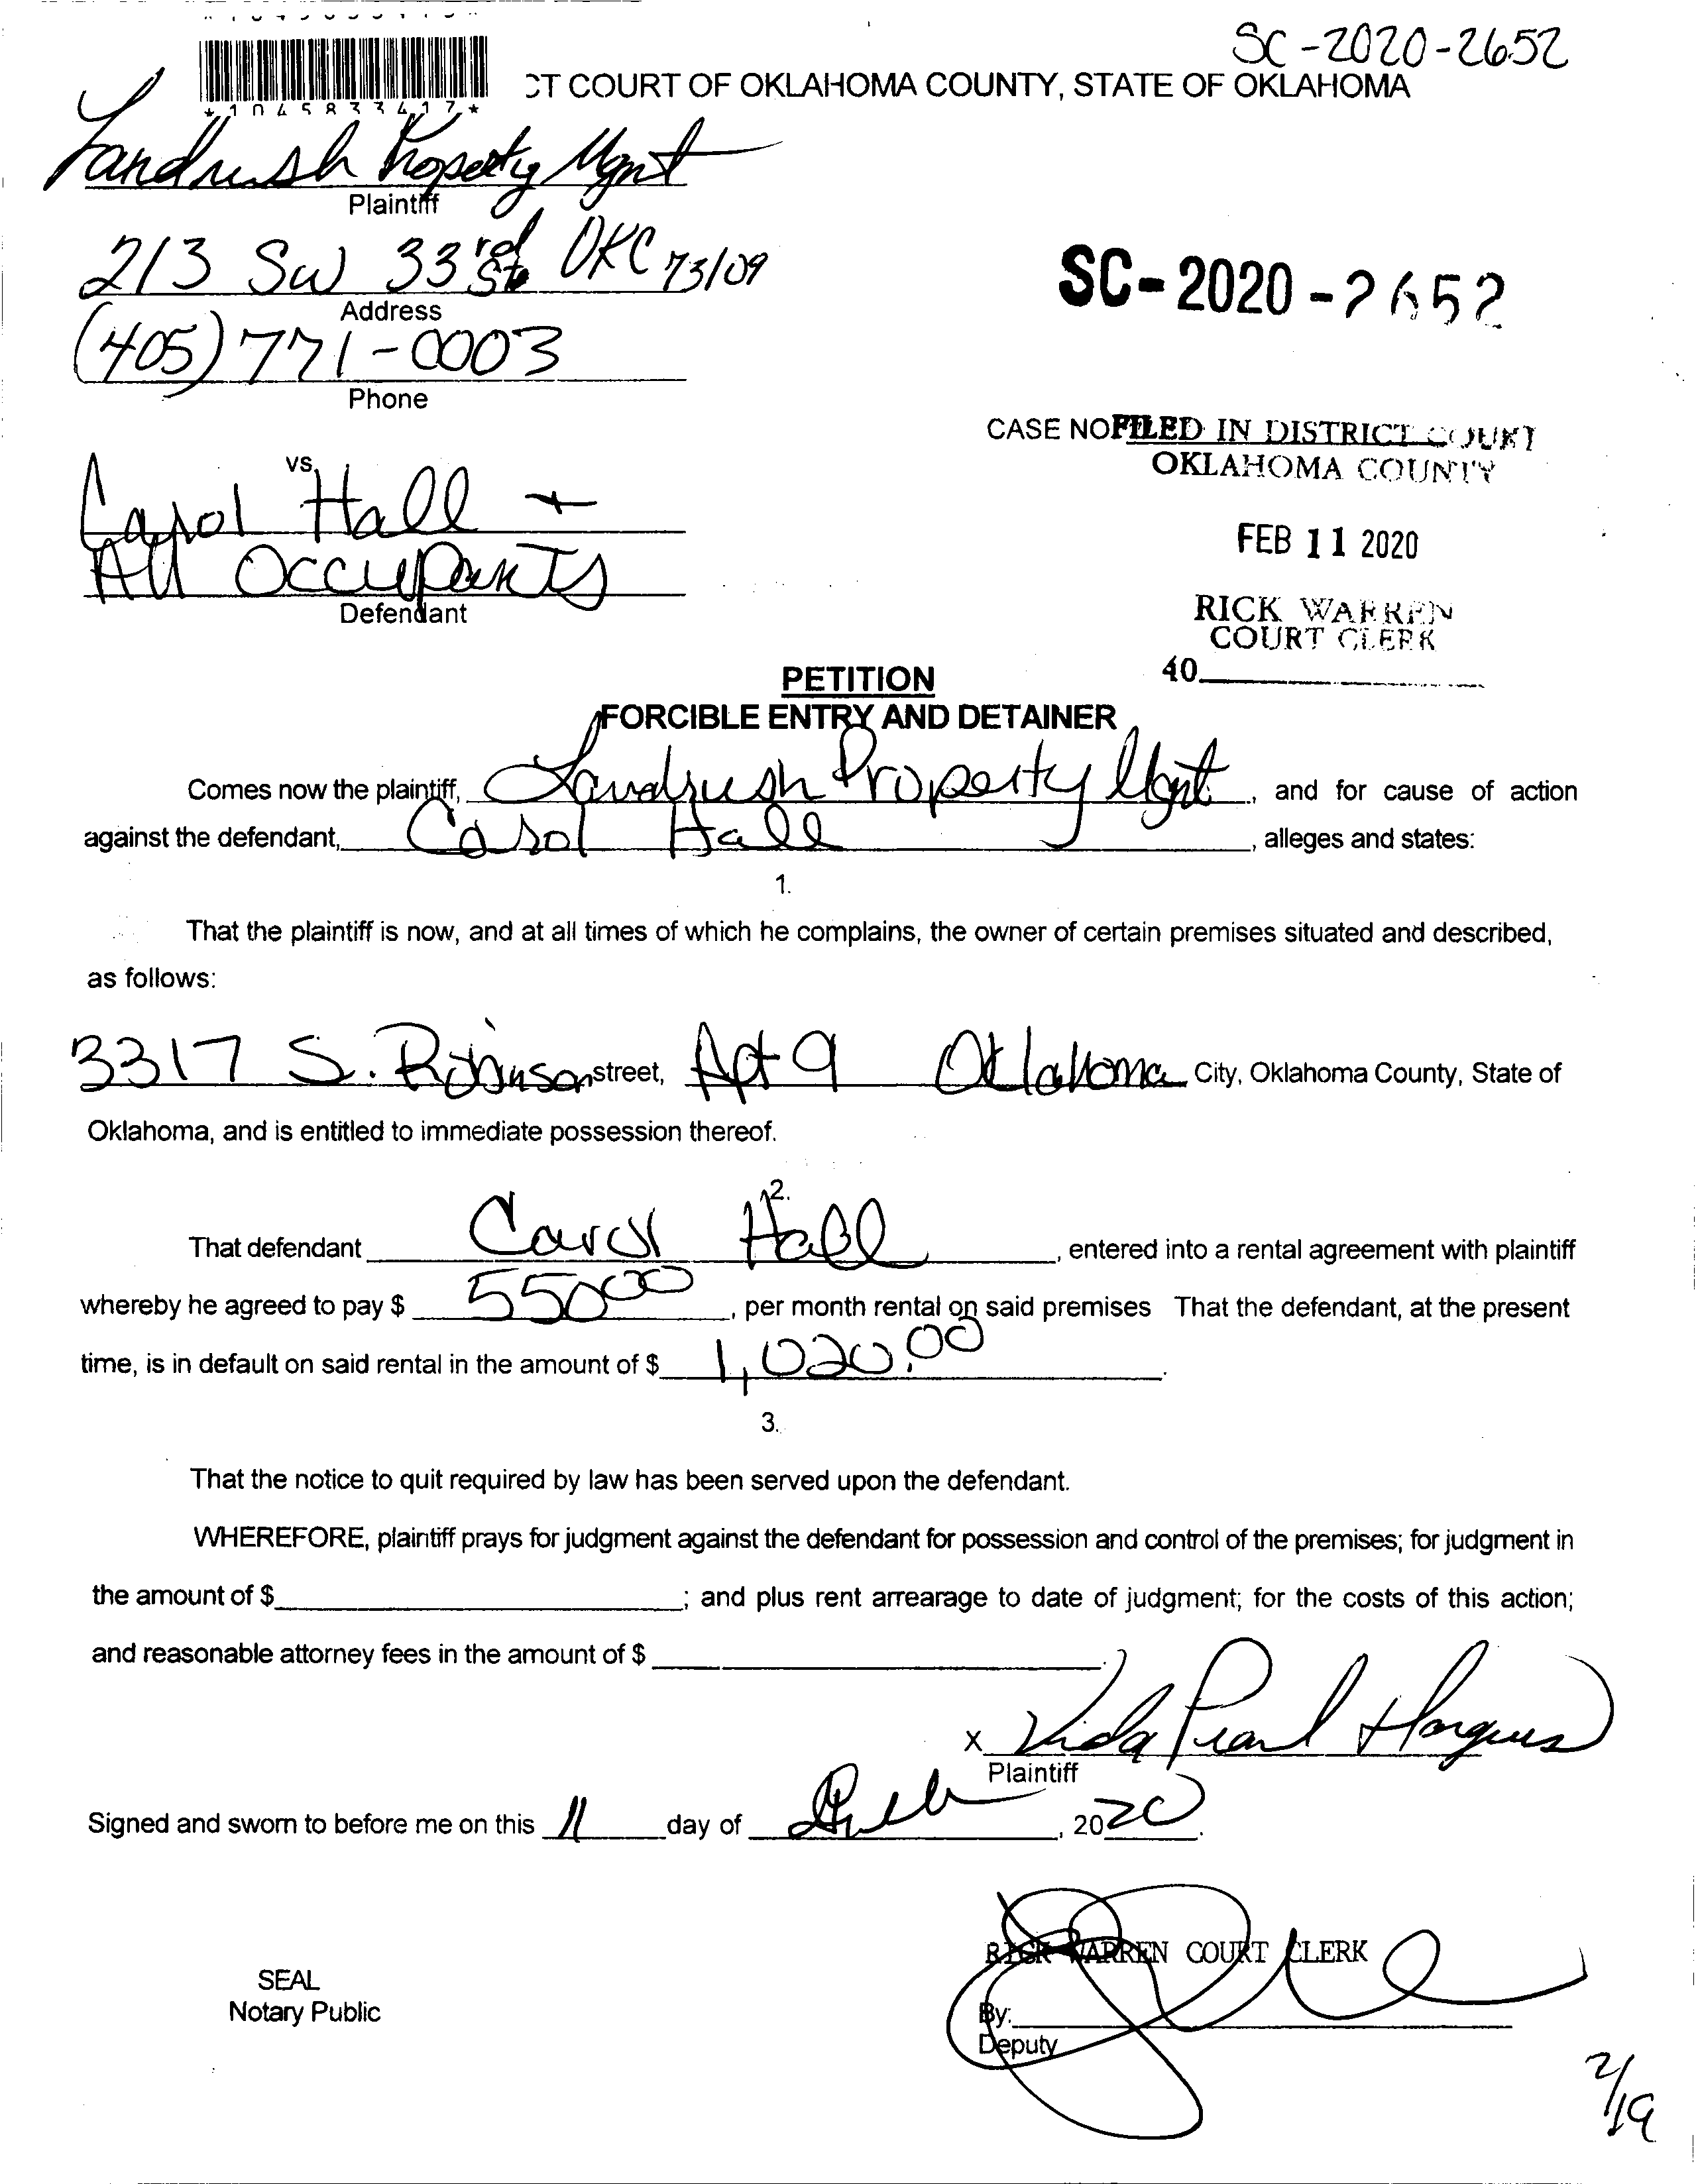 SC-2020-2652
*1045833417*
CT COURT OF OKLAHOMA COUNTY, STATE OF OKLAHOMA
Landrush Property Mgmt
Plaintiff
213 SW 33rd St. OKC 73109
Address
SC-2020-2652
(405) 771-0003
Phone
CASE NO
FILED IN DISTRICT COURT
OKLAHOMA COUNTY
vs.
Carol Hall +
All Occupants
Defendant
FEB 11 2020
RICK WARREN
COURT CLERK
40
PETITION
FORCIBLE ENTRY AND DETAINER
Comes now the plaintiff, Landrush Property Mgmt, and for cause of action
against the defendant, Carol Hall, alleges and states:
1.
That the plaintiff is now, and at all times of which he complains, the owner of certain premises situated and described,
as follows:
3317 S. Robinson street, Apt 9 Oklahoma City, Oklahoma County, State of
Oklahoma, and is entitled to immediate possession thereof.
2.
That defendant Carol Hall, entered into a rental agreement with plaintiff
whereby he agreed to pay $ 550.00, per month rental on said premises That the defendant, at the present
time, is in default on said rental in the amount of $ 1,020.00.
3.
That the notice to quit required by law has been served upon the defendant.
WHEREFORE, plaintiff prays for judgment against the defendant for possession and control of the premises; for judgment in
the amount of $ ; and plus rent arrearage to date of judgment; for the costs of this action;
and reasonable attorney fees in the amount of $ .
x Vida Pearl
Plaintiff
Signed and sworn to before me on this 11 day of , 2020.
RICK WARREN COURT CLERK
SEAL
Notary Public
By:
Deputy
2/19